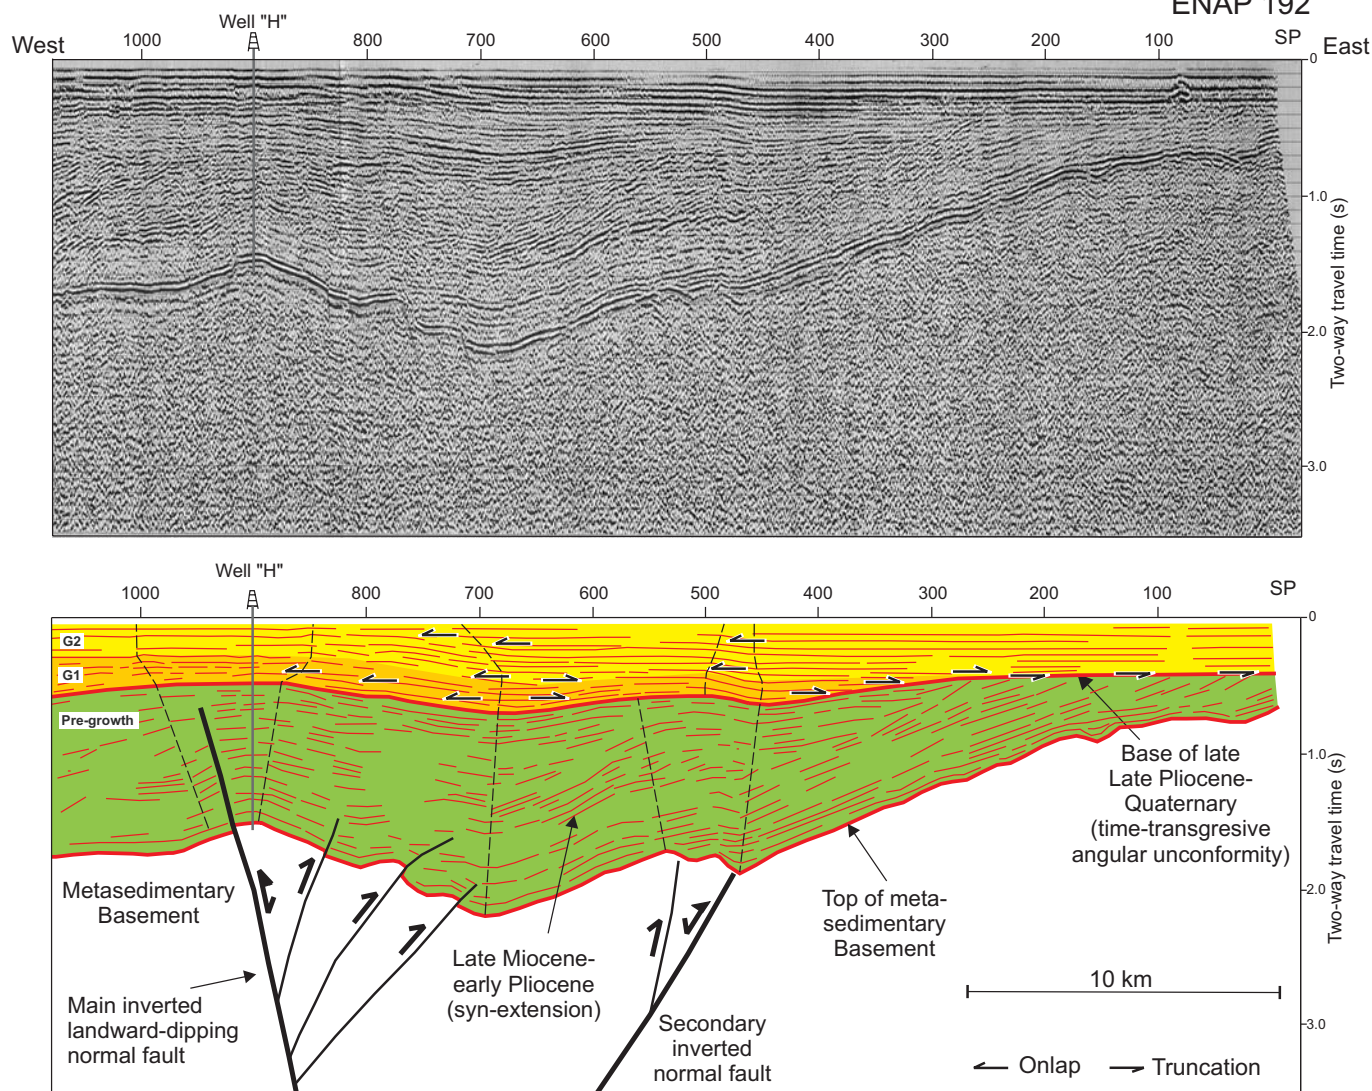 ENAP 192
Well "H"
West 1000 800 700 600 500 400 300 200 100 SP East
0
1.0
2.0
3.0
Two-way travel time (s)
Well "H"
1000 800 700 600 500 400 300 200 100 SP
0
1.0
2.0
3.0
Two-way travel time (s)
G2
G1
Pre-growth
Metasedimentary
Basement
Main inverted
landward-dipping
normal fault
Late Miocene-
early Pliocene
(syn-extension)
Secondary
inverted
normal fault
Top of meta-
sedimentary
Basement
Base of late
Late Pliocene-
Quaternary
(time-transgresive
angular unconformity)
10 km
Onlap Truncation